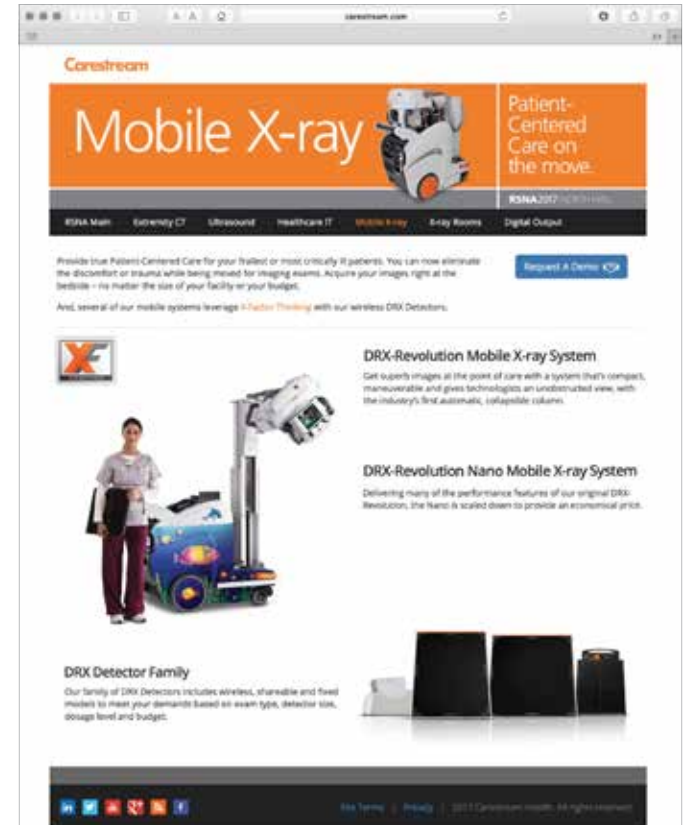 carestream.com
Carestream
Mobile X-ray
Patient-
Centered
Care on
the move.
RSNA2017 NORTH HALL
RSNA Main Extremity CT Ultrasound Healthcare IT Mobile X-ray X-ray Rooms Digital Output
Provide true Patient-Centered Care for your frailest or most critically ill patients. You can now eliminate
the discomfort or trauma while being moved for imaging exams. Acquire your images right at the
bedside – no matter the size of your facility or your budget.
Request A Demo
And, several of our mobile systems leverage X-Factor Thinking with our wireless DRX Detectors.
XF
DRX-Revolution Mobile X-ray System
Get superb images at the point of care with a system that's compact,
maneuverable and gives technologists an unobstructed view, with
the industry's first automatic, collapsible column.
DRX-Revolution Nano Mobile X-ray System
Delivering many of the performance features of our original DRX-
Revolution, the Nano is scaled down to provide an economical price.
DRX Detector Family
Our family of DRX Detectors includes wireless, shareable and fixed
models to meet your demands based on exam type, detector size,
dosage level and budget.
Site Terms | Privacy | 2017 Carestream Health. All rights reserved.